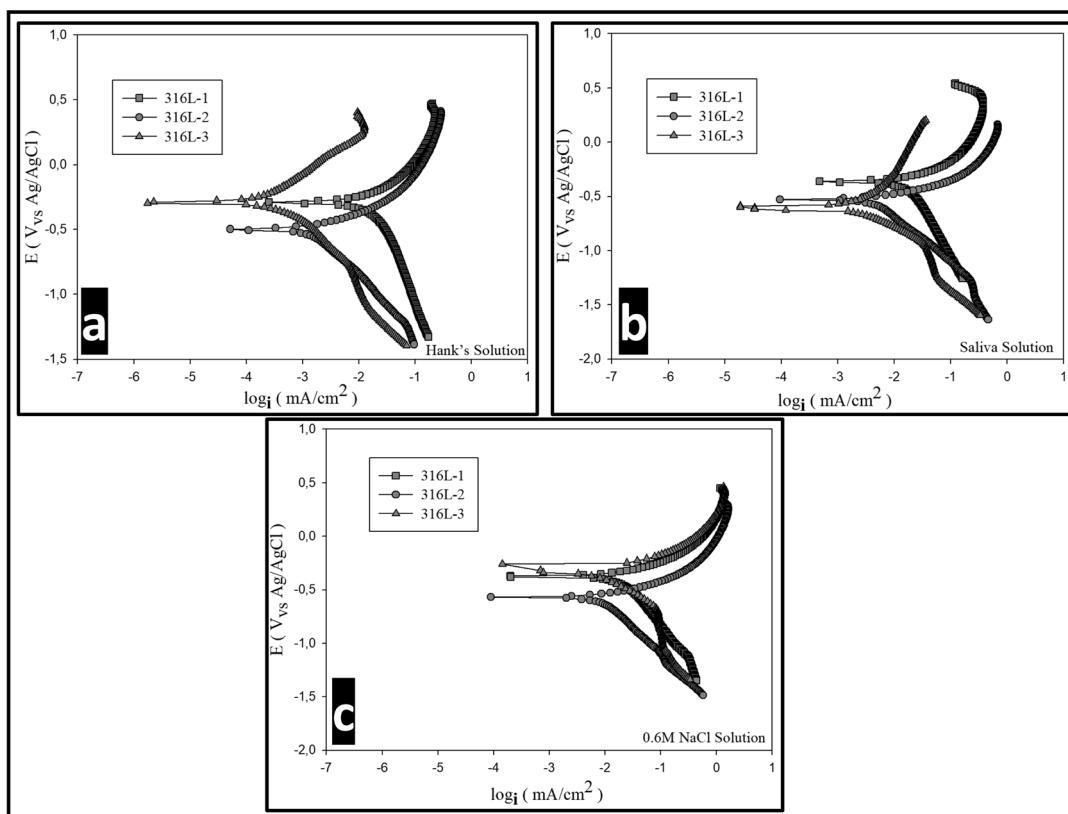 1,0
0,5
0,0
-0,5
-1,0
-1,5
E ( V vs Ag/AgCl )
316L-1
316L-2
316L-3
a
Hank's Solution
-7 -6 -5 -4 -3 -2 -1 0 1
log i ( mA/cm2 )
1,0
0,5
0,0
-0,5
-1,0
-1,5
-2,0
E ( V vs Ag/AgCl )
316L-1
316L-2
316L-3
b
Saliva Solution
-7 -6 -5 -4 -3 -2 -1 0 1
log i ( mA/cm2 )
1,0
0,5
0,0
-0,5
-1,0
-1,5
-2,0
E ( V vs Ag/AgCl )
316L-1
316L-2
316L-3
c
0.6M NaCl Solution
-7 -6 -5 -4 -3 -2 -1 0 1
log i ( mA/cm2 )